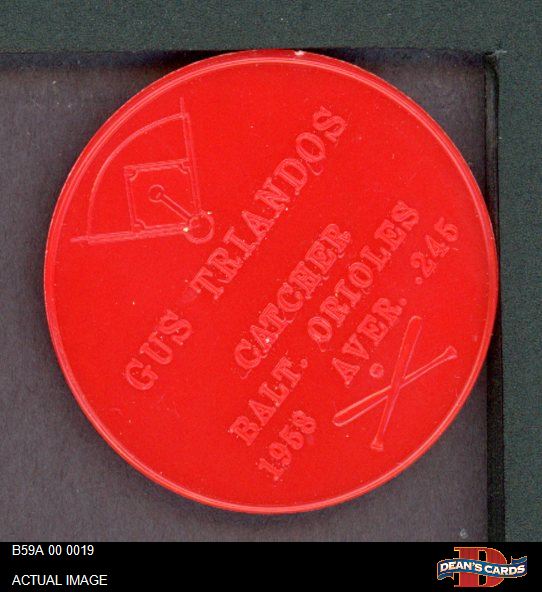 GUS TRIANDOS
CATCHER
BALT. ORIOLES
1958 AVER. .245
B59A 00 0019
ACTUAL IMAGE
D
DEAN'S CARDS